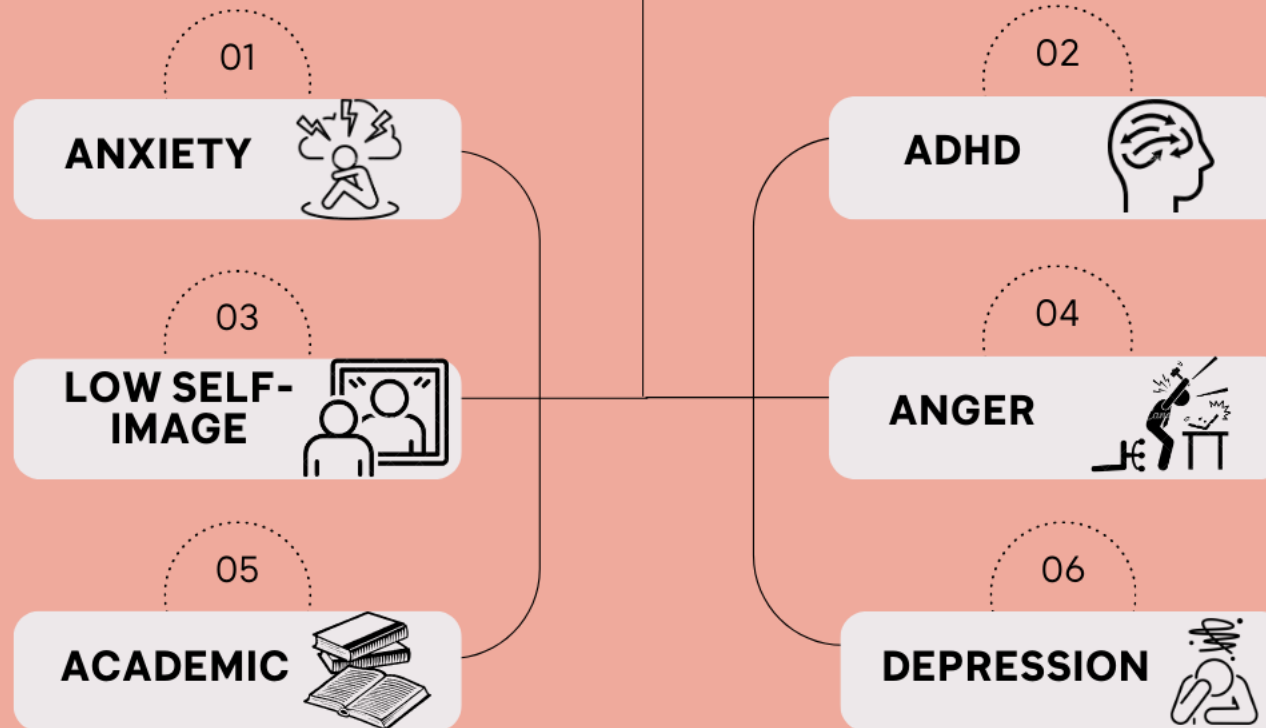 01
ANXIETY
02
ADHD
03
LOW SELF-
IMAGE
04
ANGER
05
ACADEMIC
06
DEPRESSION